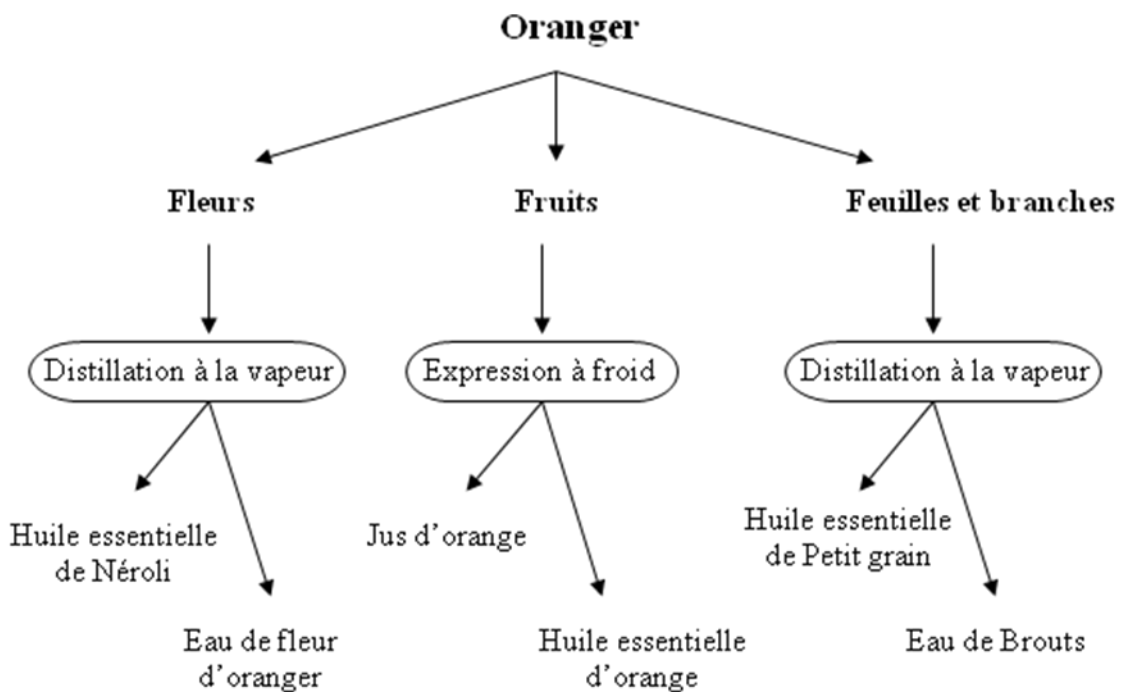 Oranger
Fleurs
Fruits
Feuilles et branches
Distillation à la vapeur
Expression à froid
Distillation à la vapeur
Huile essentielle
de Néroli
Eau de fleur
d'oranger
Jus d'orange
Huile essentielle
d'orange
Huile essentielle
de Petit grain
Eau de Brouts